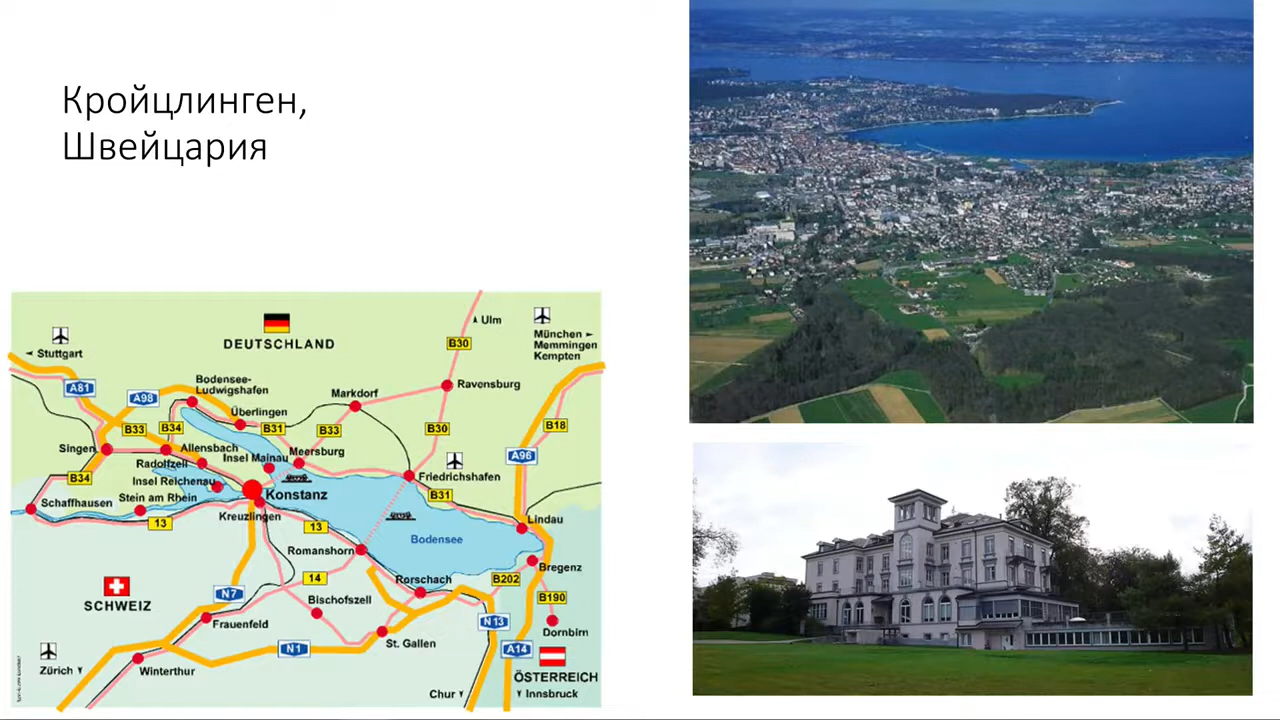 Кройцлинген,
Швейцария
DEUTSCHLAND
Ulm
München
Memmingen
Kempten
Stuttgart
B30
A81
A98
Bodensee-
Ludwigshafen
Markdorf
Ravensburg
Überlingen
B33
B34
B31
B33
B30
B18
Singen
Allensbach
Insel Mainau
Meersburg
A96
Radolfzell
B34
Insel Reichenau
Friedrichshafen
Schaffhausen
Stein am Rhein
Konstanz
B31
13
Kreuzlingen
13
Lindau
Bodensee
Romanshorn
Bregenz
14
Rorschach
B202
SCHWEIZ
N7
Bischofszell
B190
Frauenfeld
N13
Dornbirn
St. Gallen
N1
A14
Zürich
Winterthur
ÖSTERREICH
Chur
Innsbruck